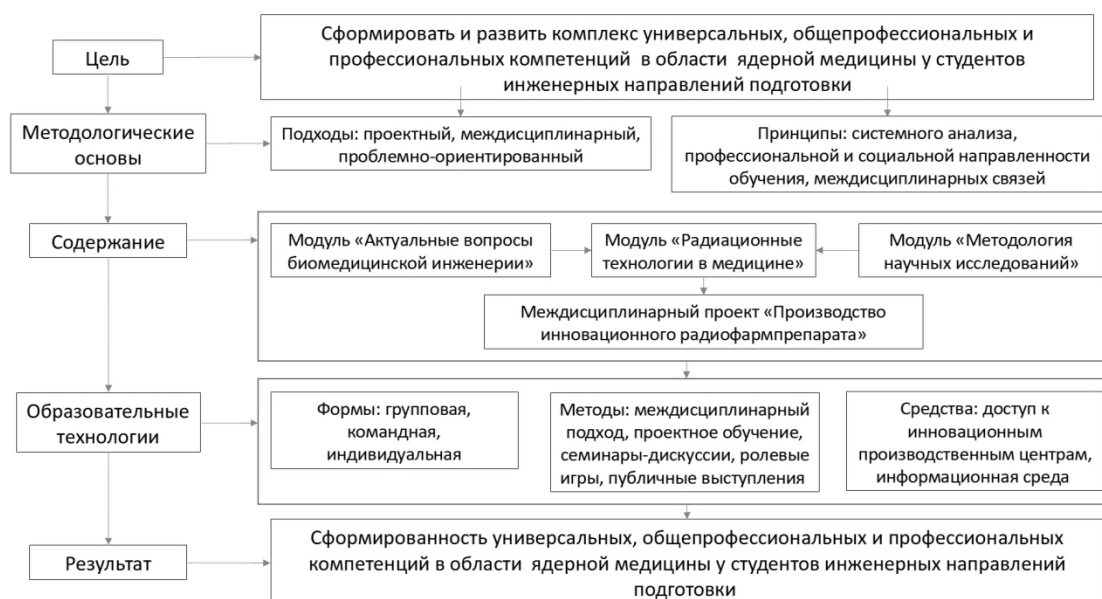 Цель
Сформировать и развить комплекс универсальных, общепрофессиональных и
профессиональных компетенций в области ядерной медицины у студентов
инженерных направлений подготовки
Методологические
основы
Подходы: проектный, междисциплинарный,
проблемно-ориентированный
Принципы: системного анализа,
профессиональной и социальной направленности
обучения, междисциплинарных связей
Содержание
Модуль «Актуальные вопросы
биомедицинской инженерии»
Модуль «Радиационные
технологии в медицине»
Модуль «Методология
научных исследований»
Междисциплинарный проект «Производство
инновационного радиофармпрепарата»
Образовательные
технологии
Формы: групповая,
командная,
индивидуальная
Методы: междисциплинарный
подход, проектное обучение,
семинары-дискуссии, ролевые
игры, публичные выступления
Средства: доступ к
инновационным
производственным центрам,
информационная среда
Результат
Сформированность универсальных, общепрофессиональных и профессиональных
компетенций в области ядерной медицины у студентов инженерных направлений
подготовки